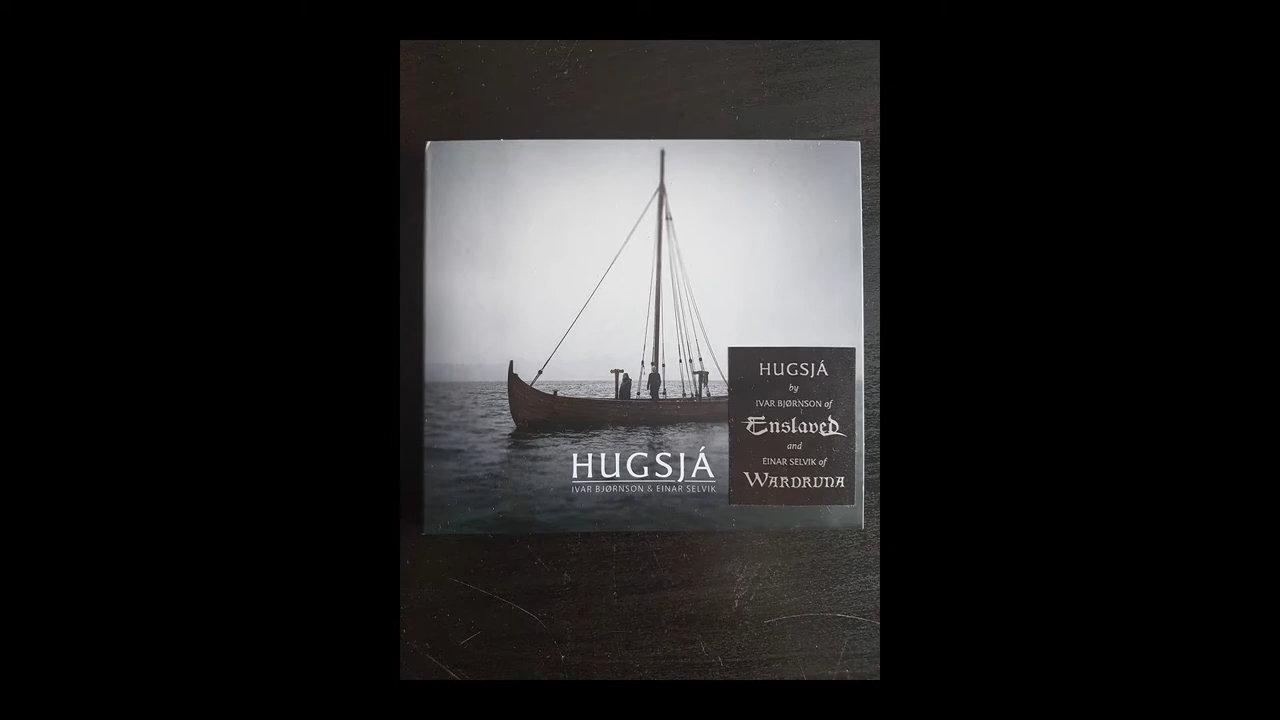 HUGSJÁ
IVAR BJØRNSON & EINAR SELVIK
HUGSJÁ
by
IVAR BJØRNSON of
Enslaved
and
EINAR SELVIK of
WARDRUNA